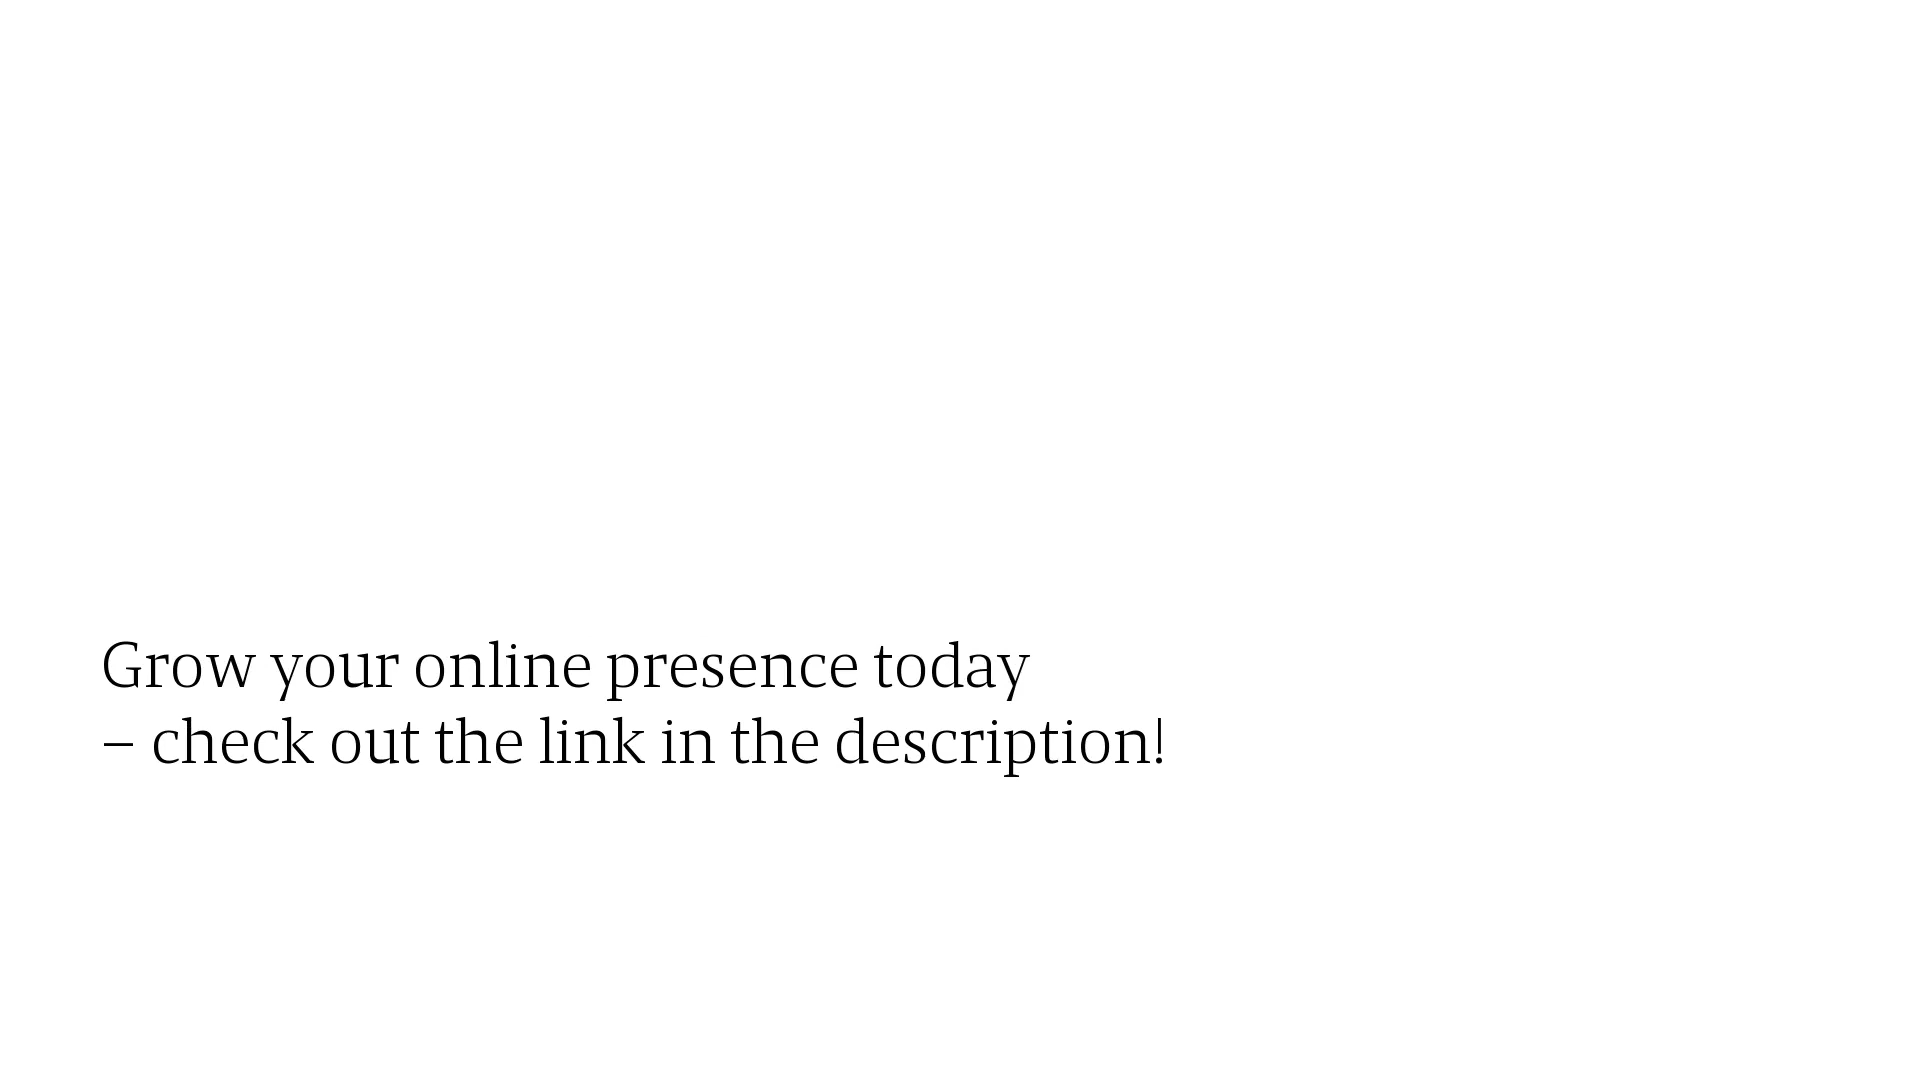 Grow your online presence today
– check out the link in the description!